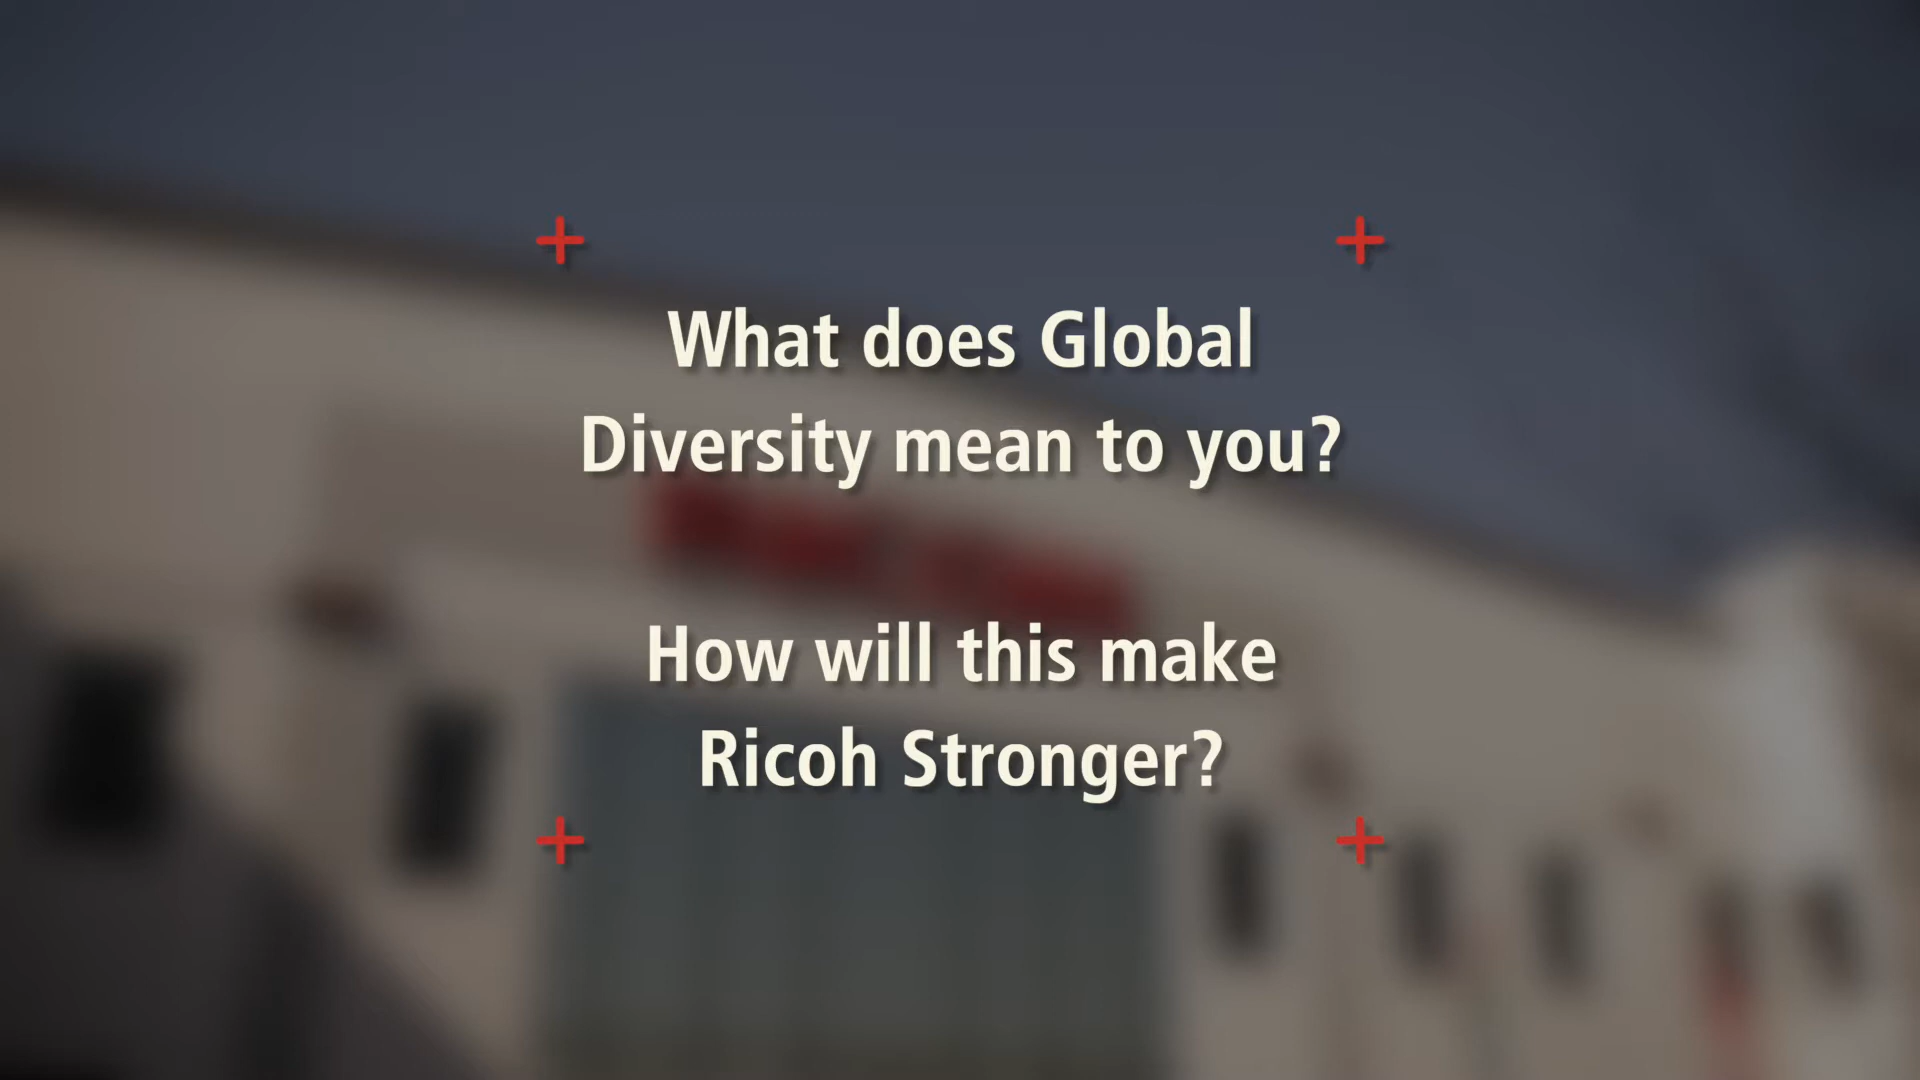 What does Global
Diversity mean to you?
How will this make
Ricoh Stronger?